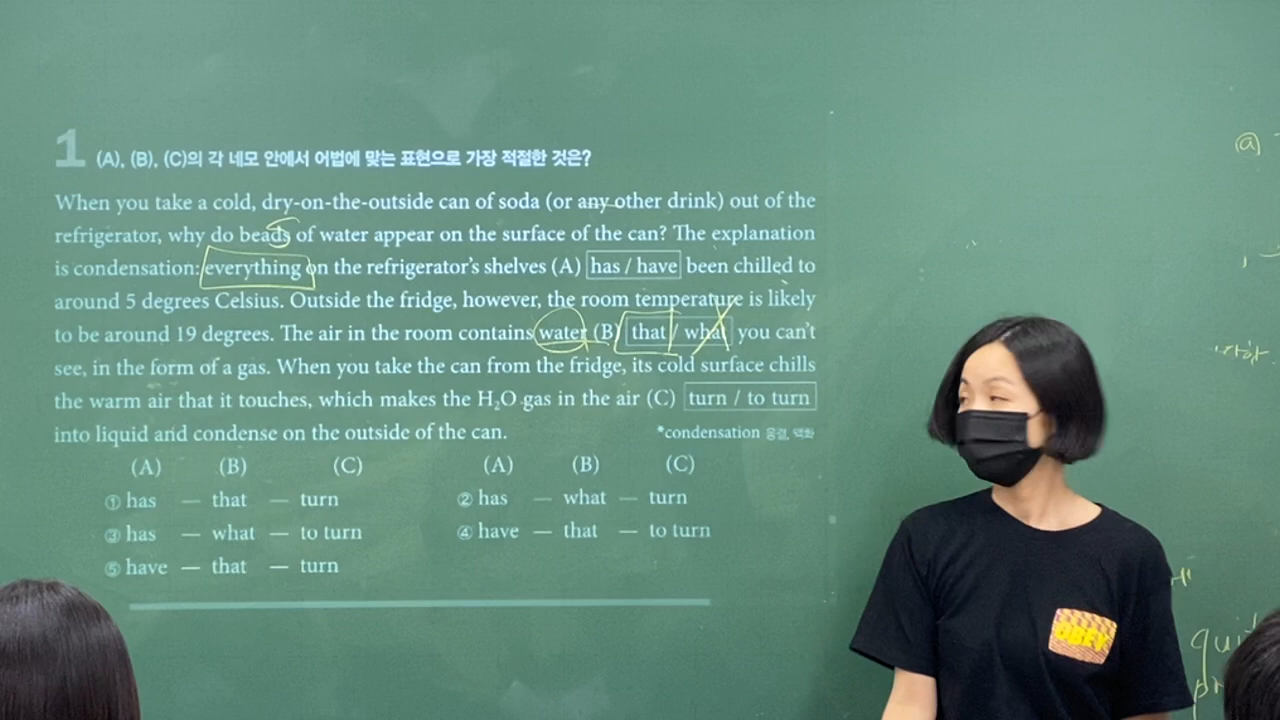 1 (A), (B), (C)의 각 네모 안에서 어법에 맞는 표현으로 가장 적절한 것은?
When you take a cold, dry-on-the-outside can of soda (or any other drink) out of the
refrigerator, why do beads of water appear on the surface of the can? The explanation
is condensation: everything on the refrigerator's shelves (A) has / have been chilled to
around 5 degrees Celsius. Outside the fridge, however, the room temperature is likely
to be around 19 degrees. The air in the room contains water (B) that / what you can't
see, in the form of a gas. When you take the can from the fridge, its cold surface chills
the warm air that it touches, which makes the H₂O gas in the air (C) turn / to turn
into liquid and condense on the outside of the can.
*condensation 응결, 액화
(A) (B) (C) (A) (B) (C)
① has — that — turn ② has — what — turn
③ has — what — to turn ④ have — that — to turn
⑤ have — that — turn
ⓐ
OBEY